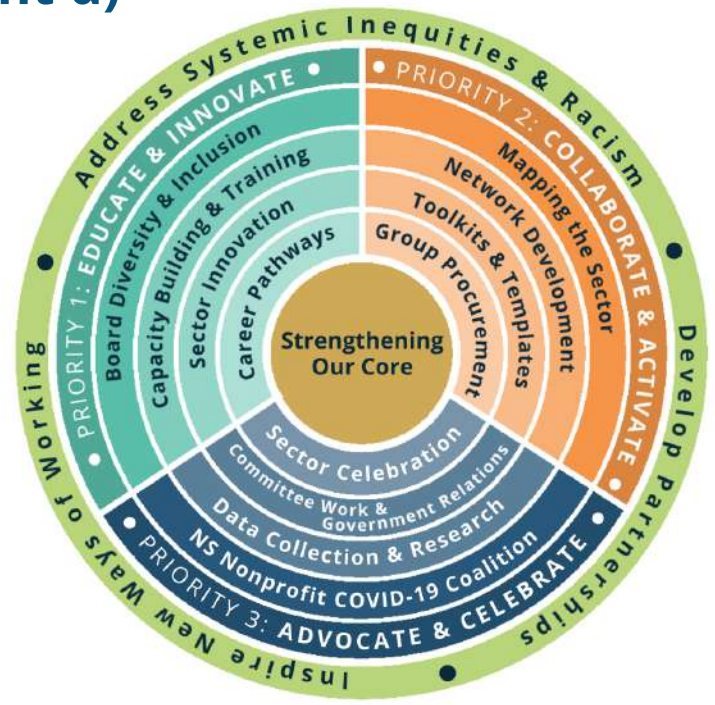 Address Systemic Inequities & Racism
Develop Partnerships
Inspire New Ways of Working
PRIORITY 1: EDUCATE & INNOVATE
Board Diversity & Inclusion
Capacity Building & Training
Sector Innovation
Career Pathways
PRIORITY 2: COLLABORATE & ACTIVATE
Mapping the Sector
Network Development
Toolkits & Templates
Group Procurement
Strengthening
Our Core
Sector Celebration
Committee Work &
Government Relations
Data Collection & Research
NS Nonprofit COVID-19 Coalition
PRIORITY 3: ADVOCATE & CELEBRATE